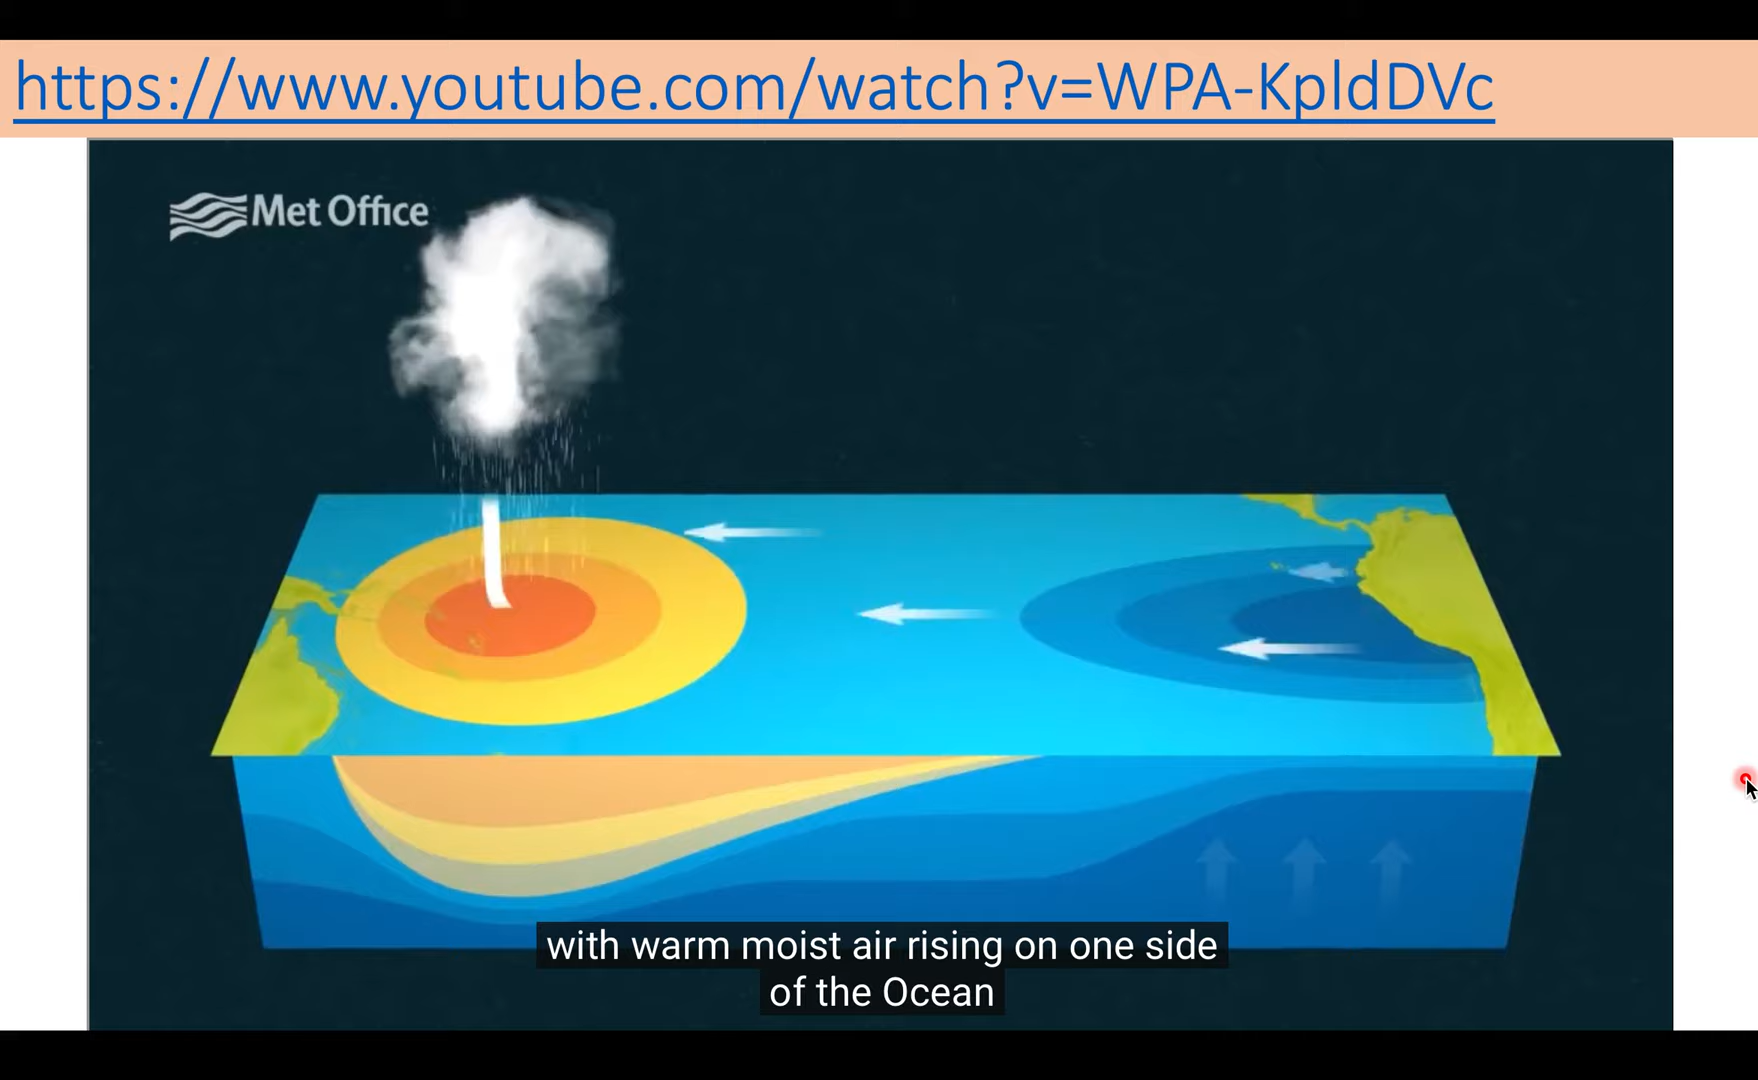 https://www.youtube.com/watch?v=WPA-KpldDVc
Met Office
with warm moist air rising on one side
of the Ocean